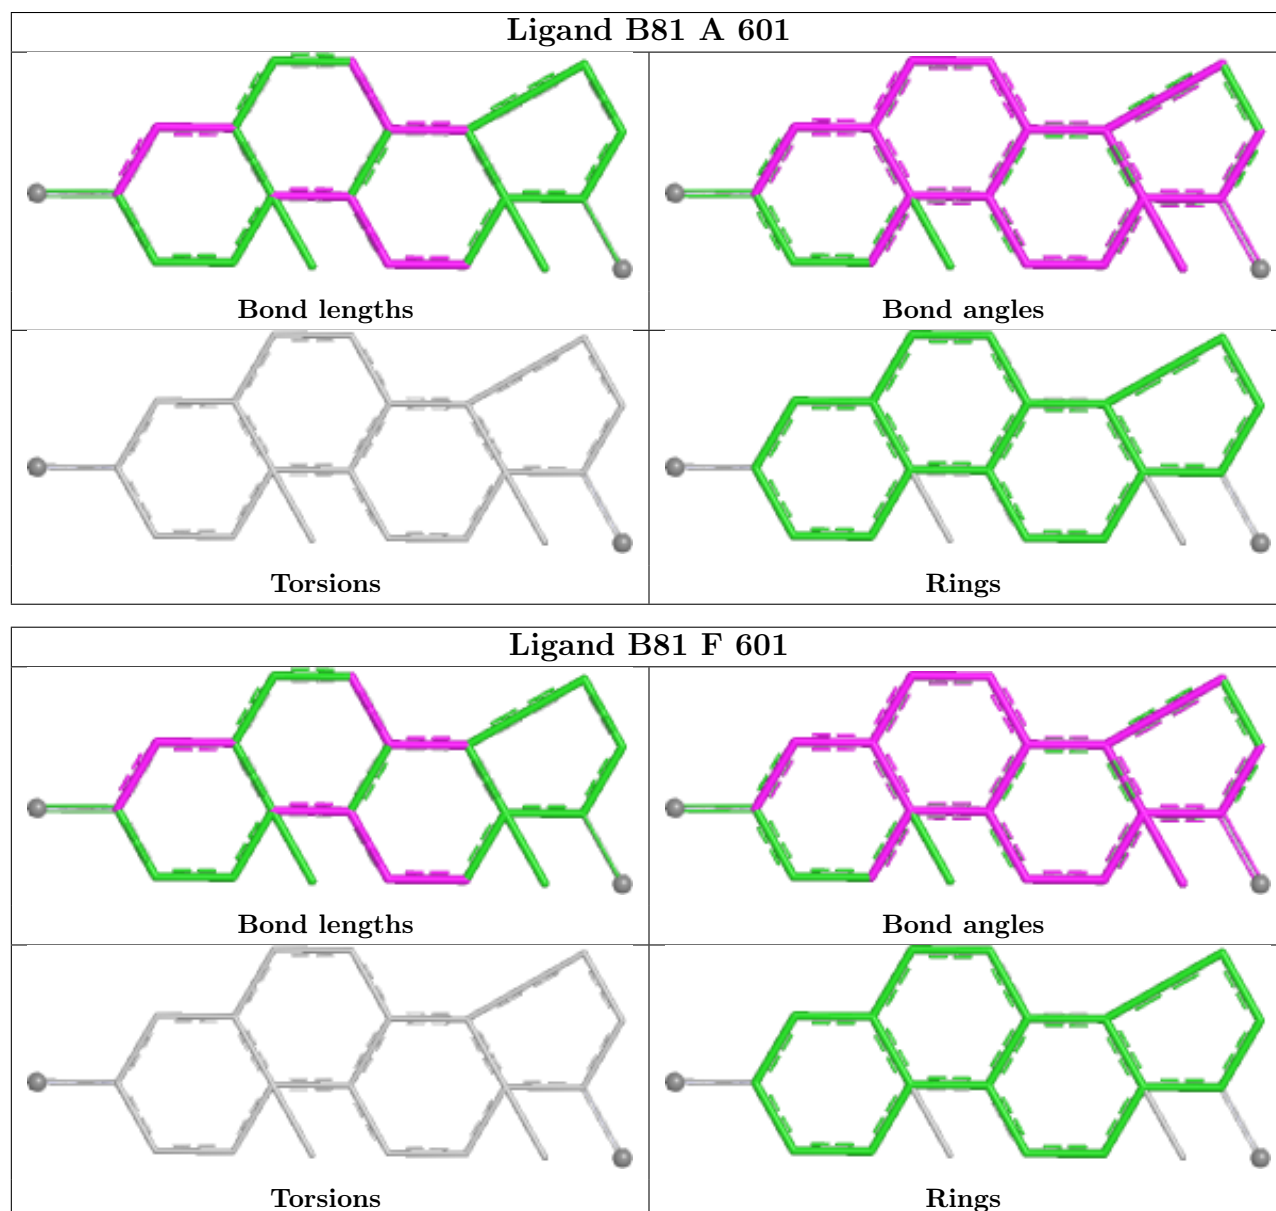 Ligand B81 A 601
Bond lengths
Bond angles
Torsions
Rings
Ligand B81 F 601
Bond lengths
Bond angles
Torsions
Rings